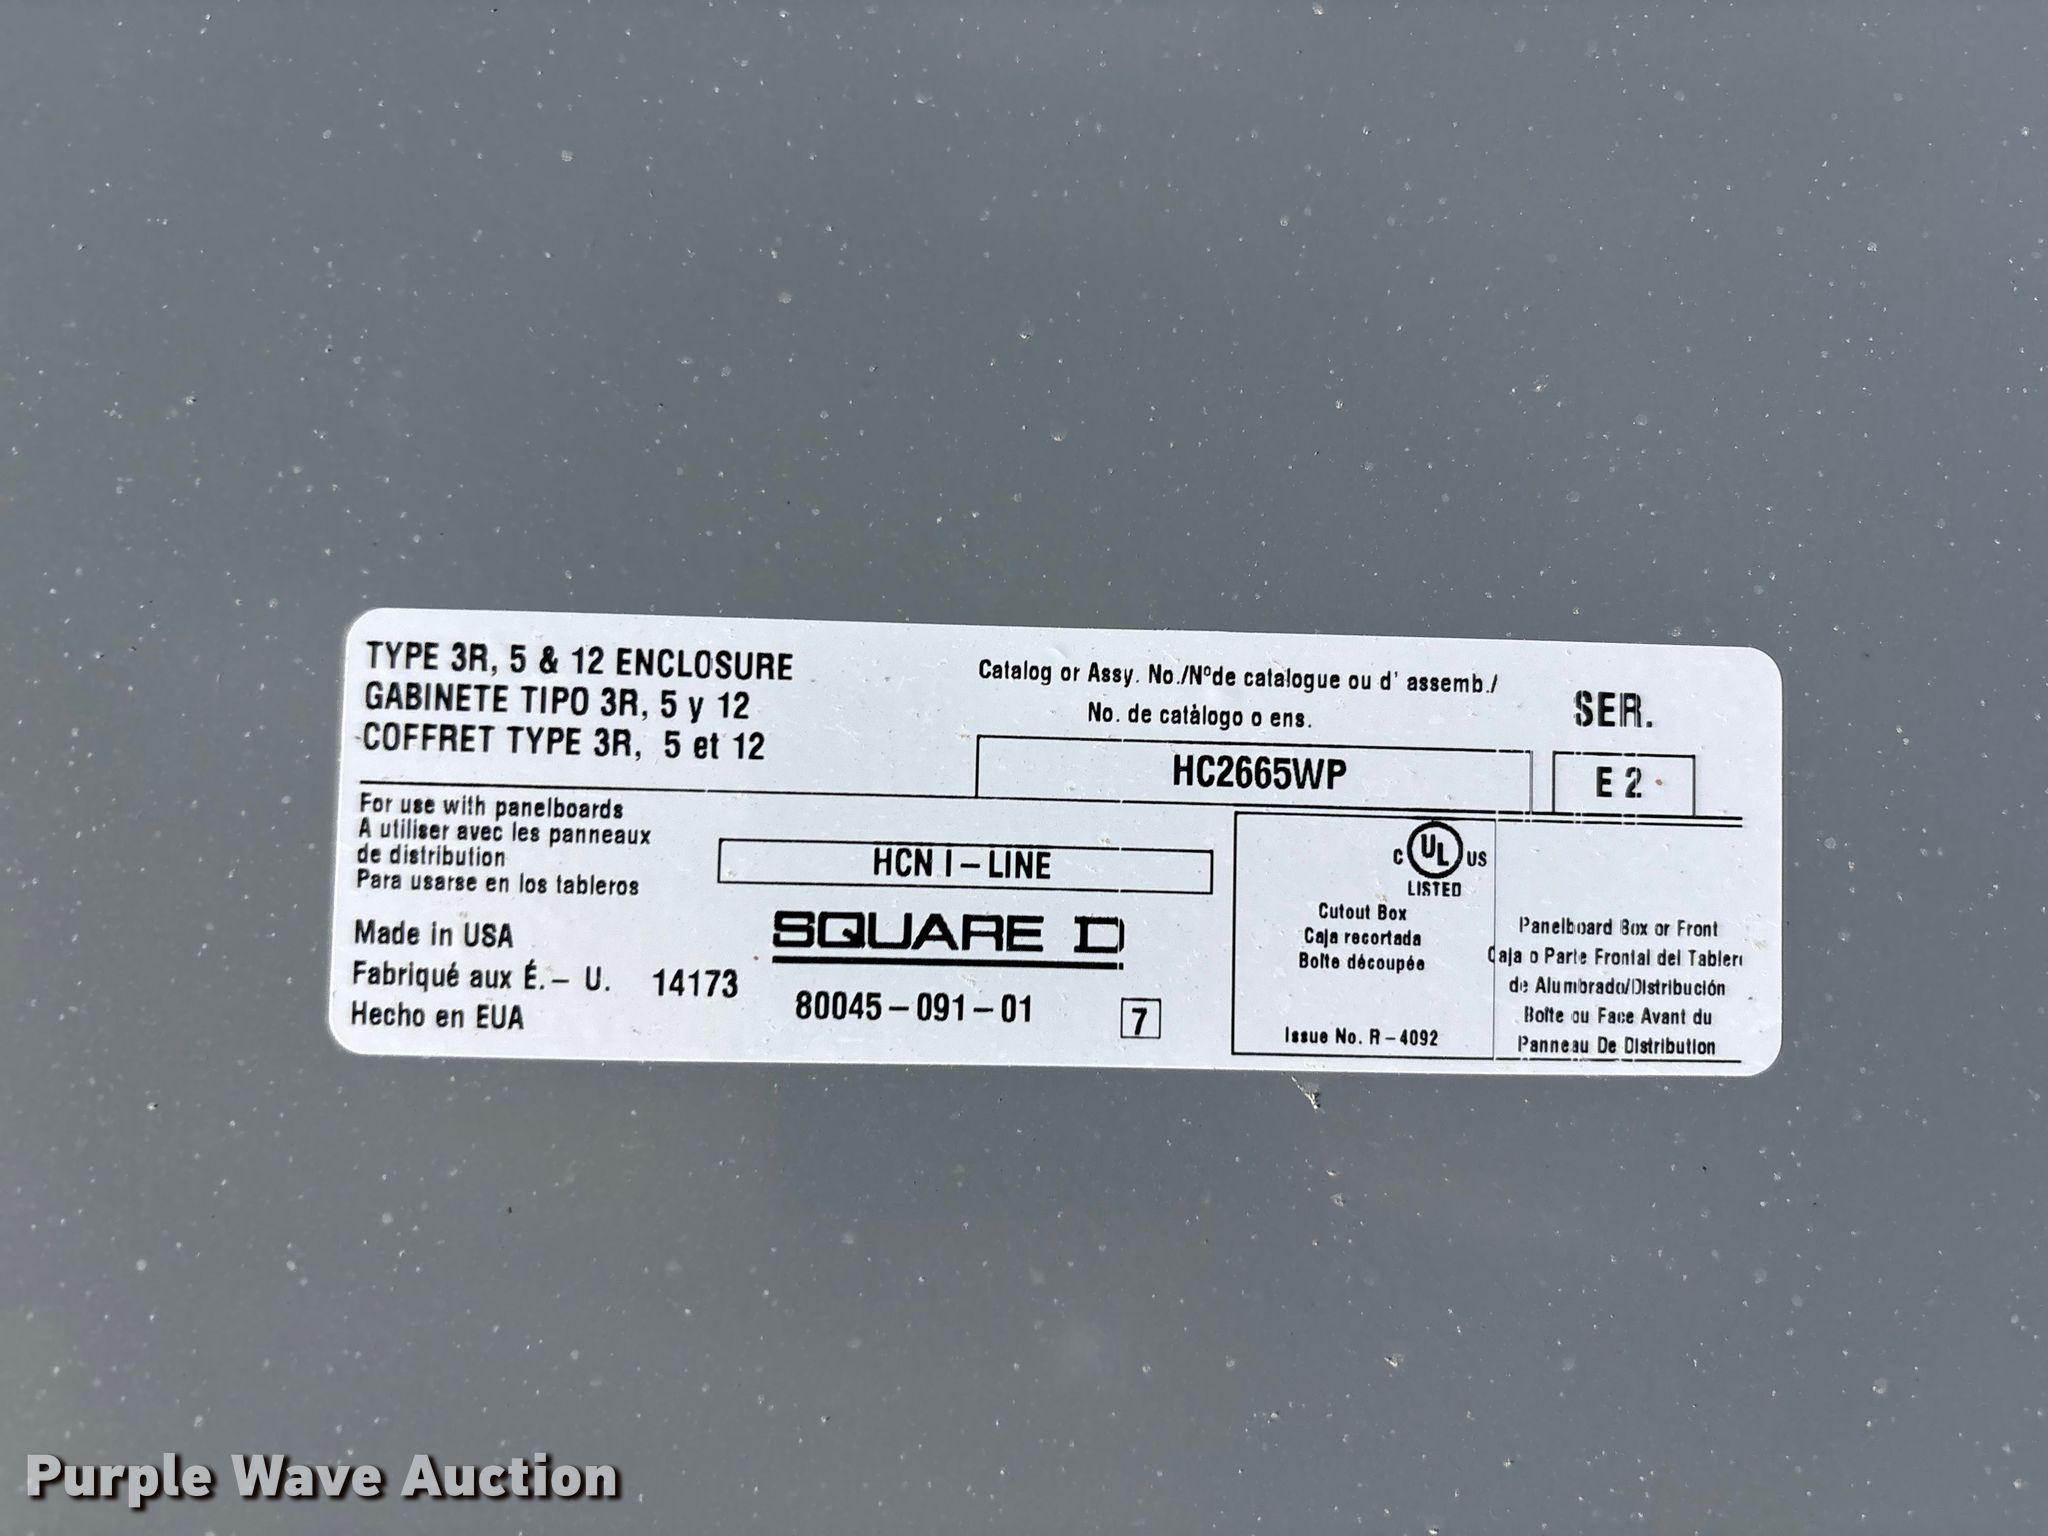 TYPE 3R, 5 & 12 ENCLOSURE
GABINETE TIPO 3R, 5 y 12
COFFRET TYPE 3R, 5 et 12
Catalog or Assy. No./Nºde catalogue ou d' assemb./
No. de catàlogo o ens.
SER.
HC2665WP
E 2
For use with panelboards
A utiliser avec les panneaux
de distribution
Para usarse en los tableros
HCN I-LINE
Made in USA
Fabriqué aux É.- U.
Hecho en EUA
14173
SQUARE D
80045-091-01
7
C UL US
LISTED
Cutout Box
Caja recortada
Boîte découpée
Issue No. R-4092
Panelboard Box or Front
Caja o Parte Frontal del Tablero
de Alumbrado/Distribución
Boîte ou Face Avant du
Panneau De Distribution
Purple Wave Auction